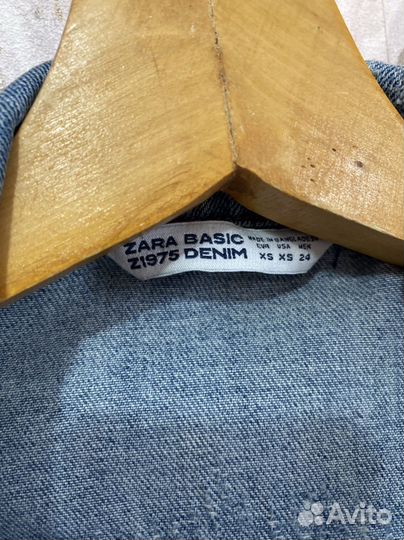 ZARA BASIC
Z1975 DENIM
MADE IN BANGLADESH
EUR USA MEX
XS XS 24
Avito